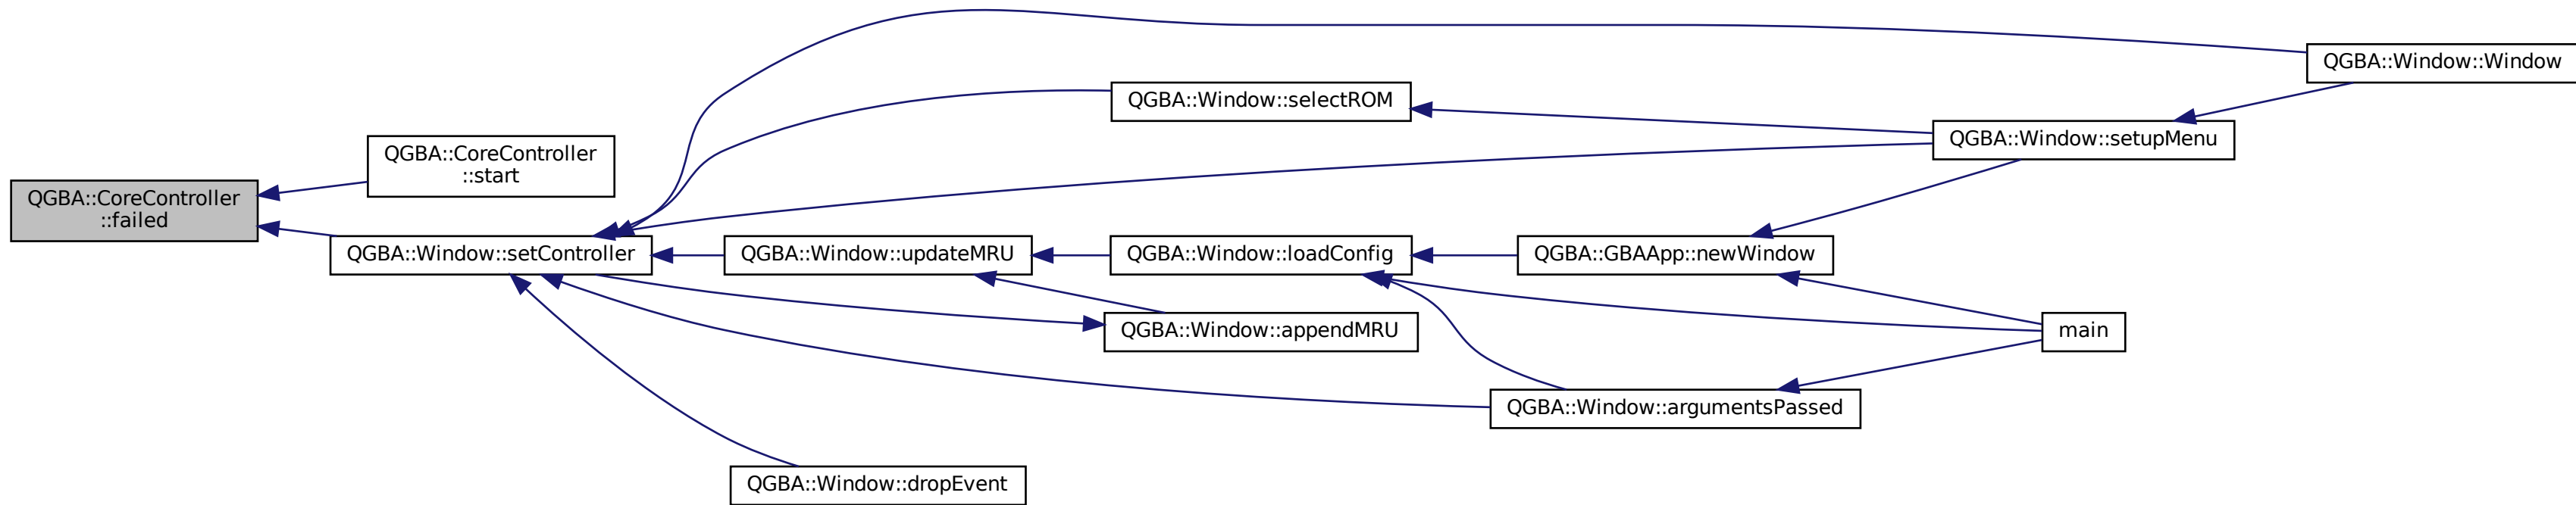 QGBA::Window::Window
QGBA::Window::selectROM
QGBA::Window::setupMenu
QGBA::CoreController
::start
QGBA::CoreController
::failed
QGBA::Window::setController
QGBA::Window::updateMRU
QGBA::Window::loadConfig
QGBA::GBAApp::newWindow
QGBA::Window::appendMRU
main
QGBA::Window::argumentsPassed
QGBA::Window::dropEvent